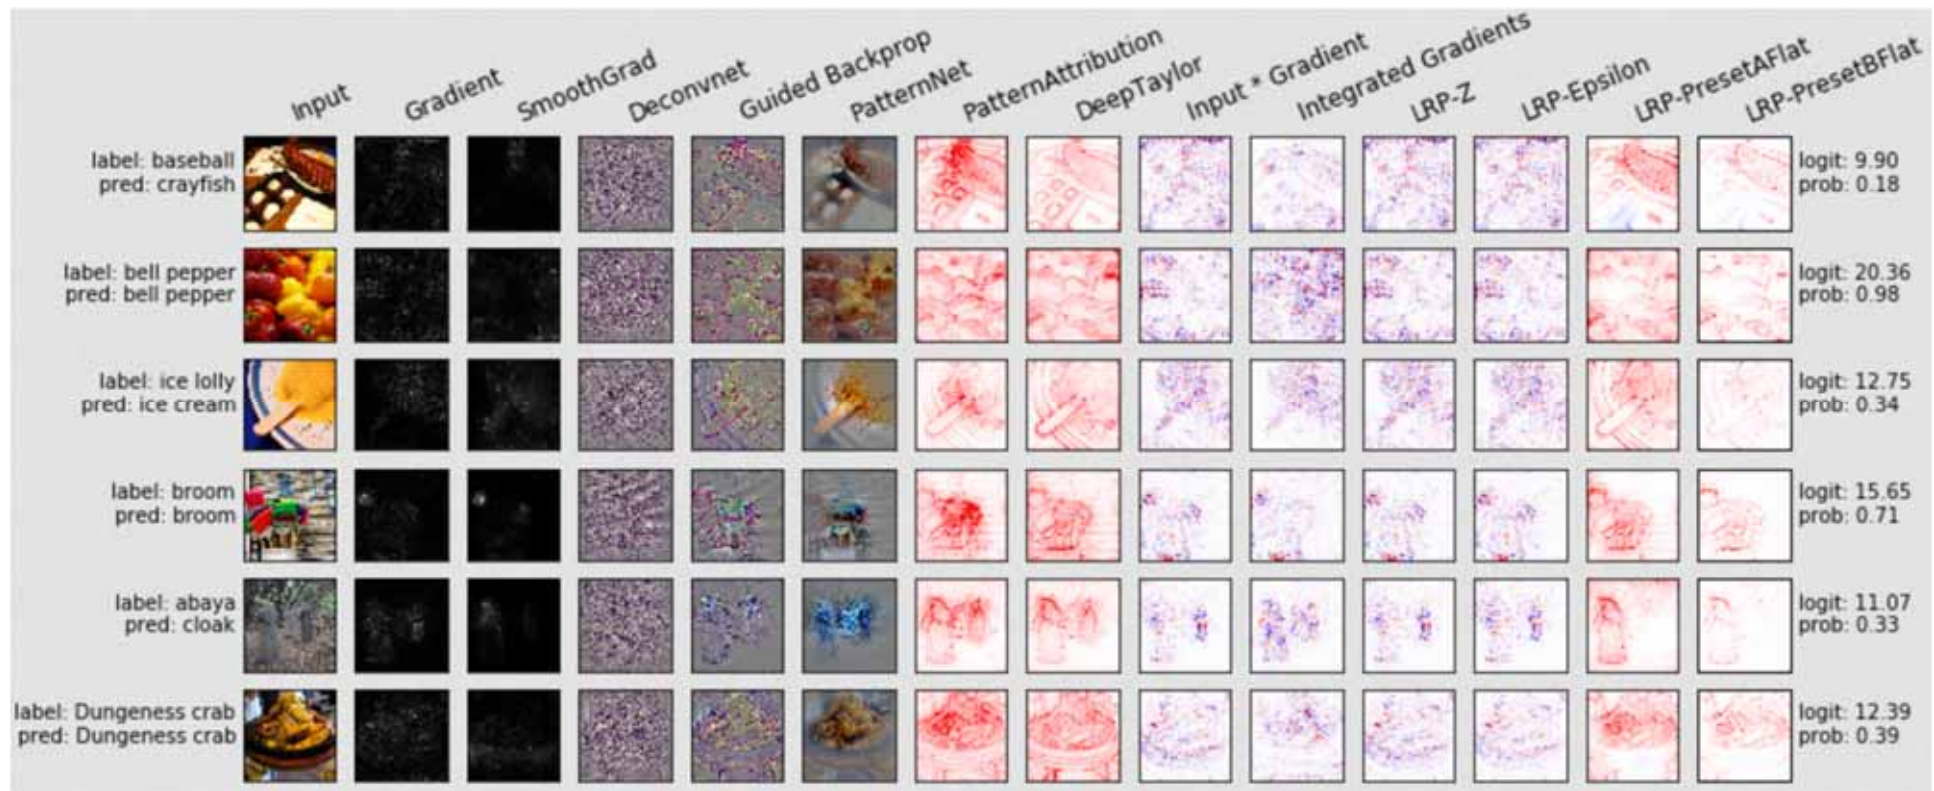 Input
Gradient
SmoothGrad
Deconvnet
Guided Backprop
PatternNet
PatternAttribution
DeepTaylor
Input * Gradient
Integrated Gradients
LRP-Z
LRP-Epsilon
LRP-PresetAFlat
LRP-PresetBFlat
label: baseball
pred: crayfish
logit: 9.90
prob: 0.18
label: bell pepper
pred: bell pepper
logit: 20.36
prob: 0.98
label: ice lolly
pred: ice cream
logit: 12.75
prob: 0.34
label: broom
pred: broom
logit: 15.65
prob: 0.71
label: abaya
pred: cloak
logit: 11.07
prob: 0.33
label: Dungeness crab
pred: Dungeness crab
logit: 12.39
prob: 0.39